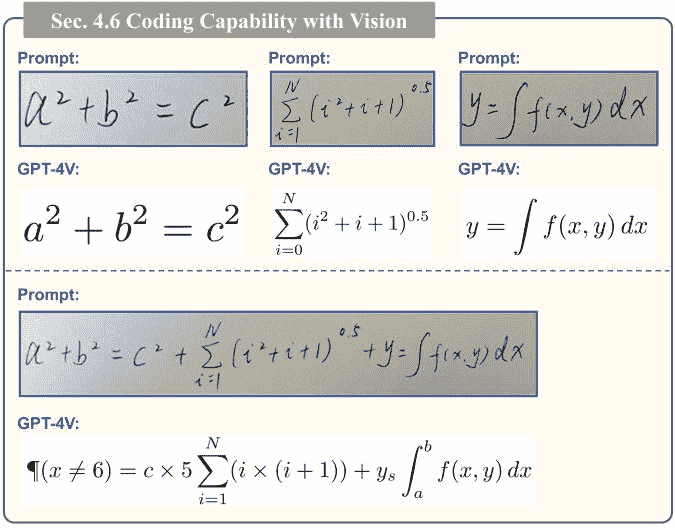 Sec. 4.6 Coding Capability with Vision
Prompt: Prompt: Prompt:
a² + b² = c² ∑_{i=1}^{N} (i² + i + 1)^{0.5} y = ∫ f(x, y) dx
GPT-4V: GPT-4V: GPT-4V:
a² + b² = c² ∑_{i=0}^{N} (i² + i + 1)^{0.5} y = ∫ f(x, y) dx
Prompt:
a² + b² = c² + ∑_{i=1}^{N} (i² + i + 1)^{0.5} + y = ∫ f(x, y) dx
GPT-4V:
¶(x ≠ 6) = c × 5 ∑_{i=1}^{N} (i × (i + 1)) + y_s ∫_{a}^{b} f(x, y) dx